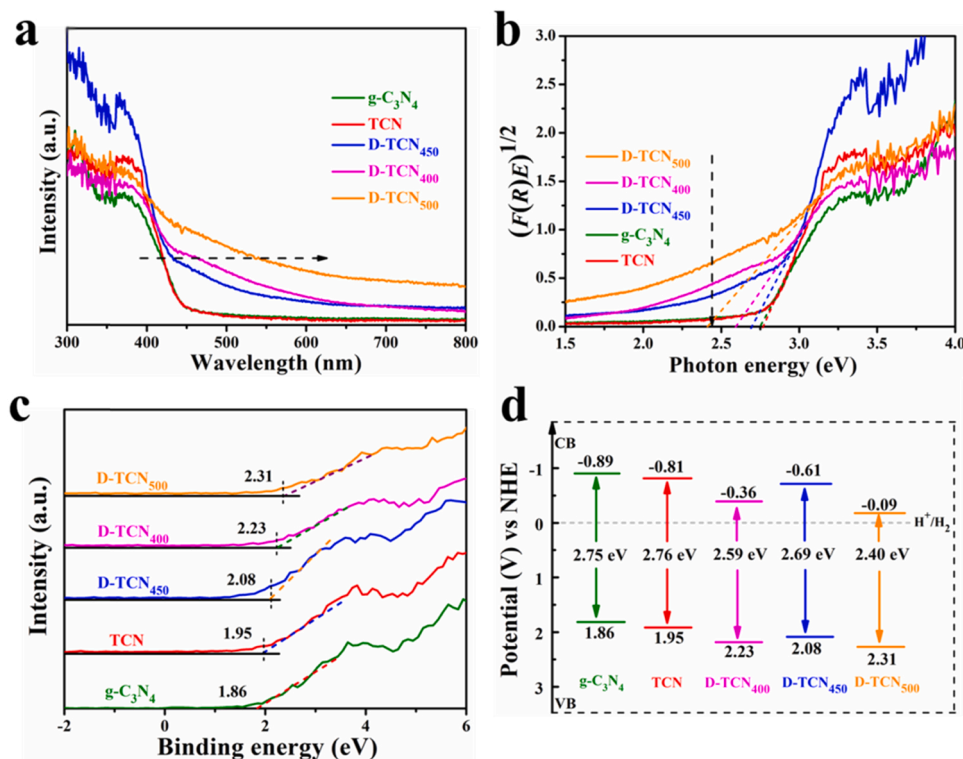 a
Intensity (a.u.)
g-C3N4
TCN
D-TCN450
D-TCN400
D-TCN500
300 400 500 600 700 800
Wavelength (nm)
b
(F(R)E)1/2
3.0
2.5
2.0
1.5
1.0
0.5
0.0
D-TCN500
D-TCN400
D-TCN450
g-C3N4
TCN
1.5 2.0 2.5 3.0 3.5 4.0
Photon energy (eV)
c
Intensity (a.u.)
D-TCN500 2.31
D-TCN400 2.23
D-TCN450 2.08
TCN 1.95
g-C3N4 1.86
-2 0 2 4 6
Binding energy (eV)
d
Potential (V) vs NHE
CB
-1
0
1
2
3
VB
-0.89 -0.81 -0.36 -0.61 -0.09
H+/H2
2.75 eV 2.76 eV 2.59 eV 2.69 eV 2.40 eV
1.86 1.95 2.23 2.08 2.31
g-C3N4 TCN D-TCN400 D-TCN450 D-TCN500